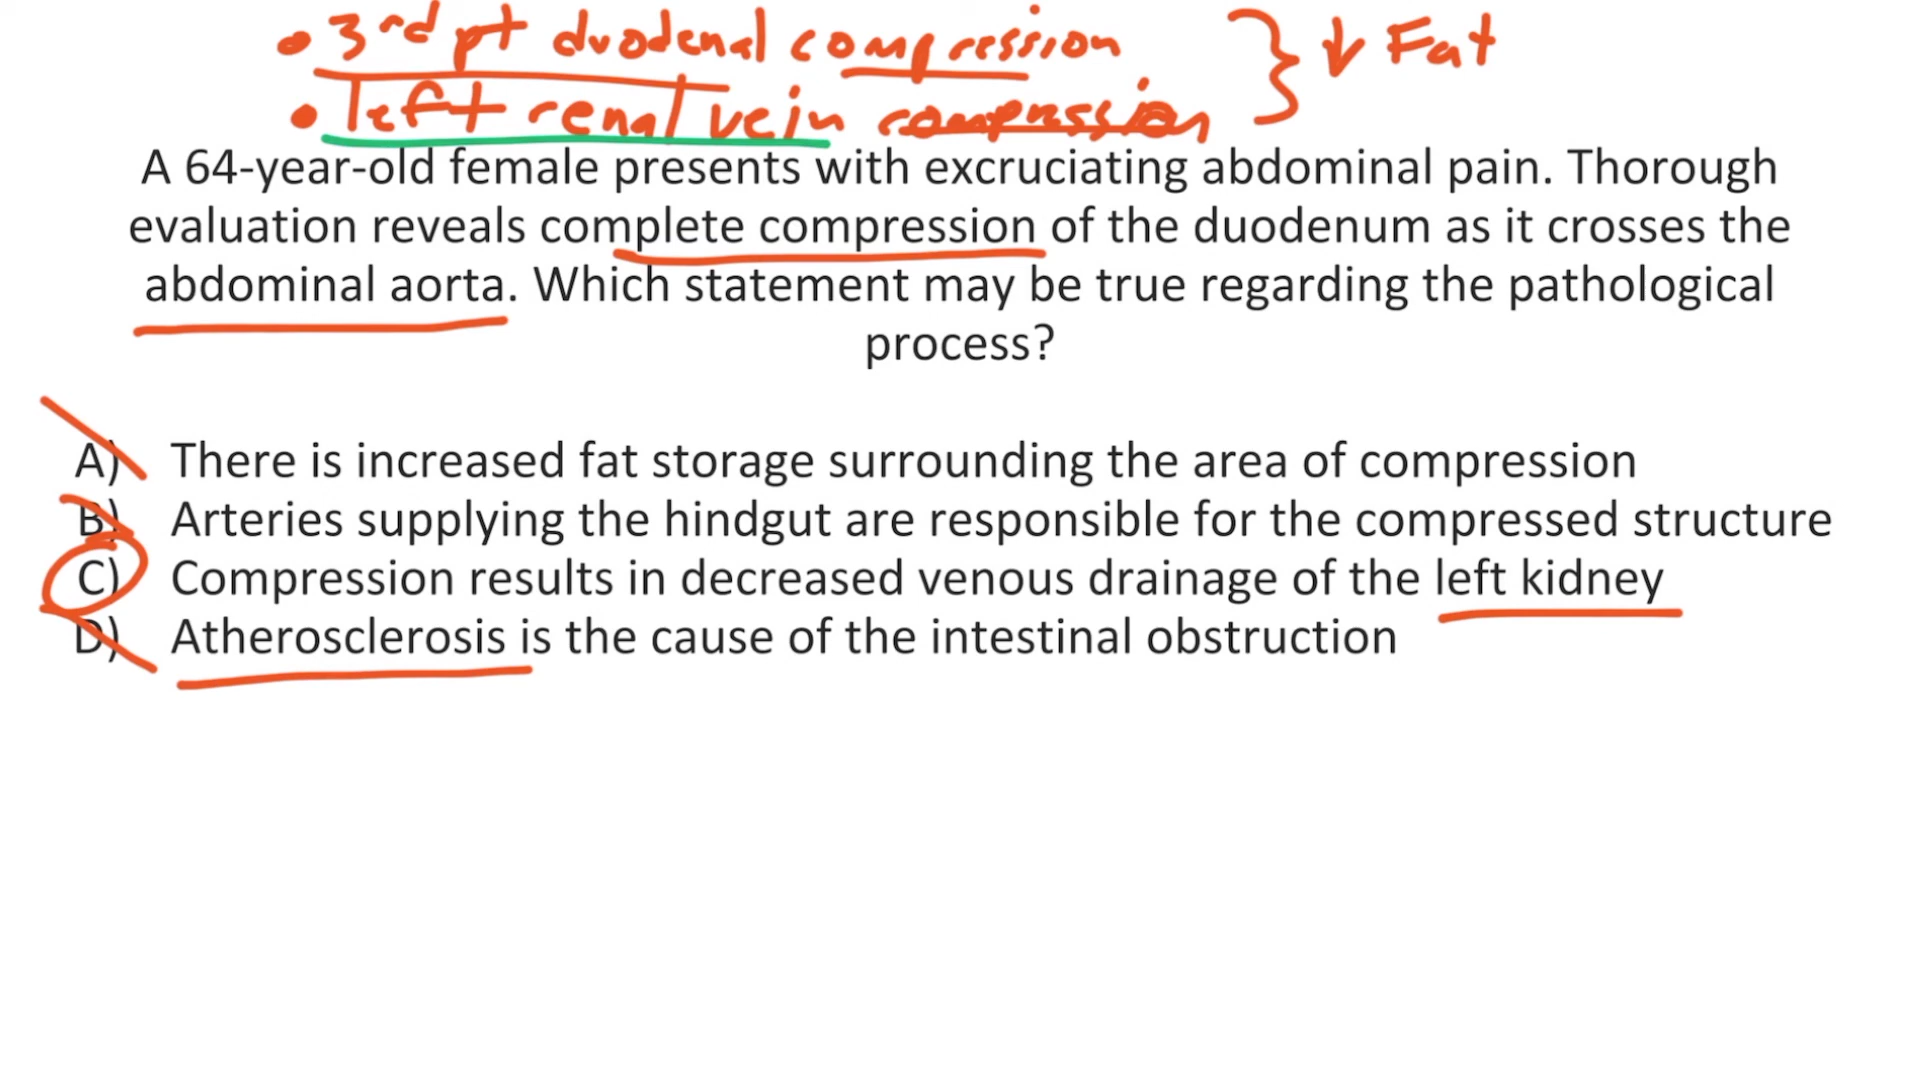 • 3rd pt duodenal compression } ↓ Fat
• left renal vein compression
A 64-year-old female presents with excruciating abdominal pain. Thorough
evaluation reveals complete compression of the duodenum as it crosses the
abdominal aorta. Which statement may be true regarding the pathological
process?
A) There is increased fat storage surrounding the area of compression
B) Arteries supplying the hindgut are responsible for the compressed structure
C) Compression results in decreased venous drainage of the left kidney
D) Atherosclerosis is the cause of the intestinal obstruction